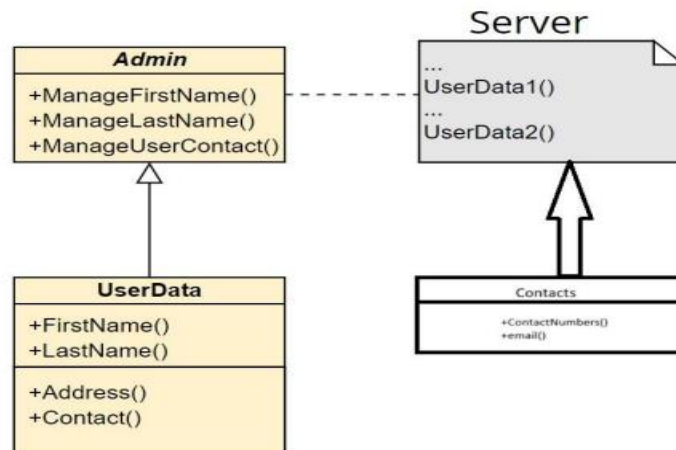 Server
Admin
+ManageFirstName()
+ManageLastName()
+ManageUserContact()
...
UserData1()
...
UserData2()
UserData
+FirstName()
+LastName()
+Address()
+Contact()
Contacts
+ContactNumbers()
+email()